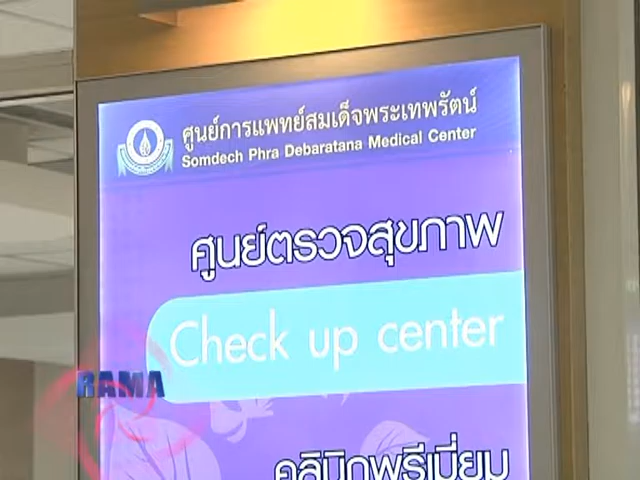 ศูนย์การแพทย์สมเด็จพระเทพรัตน์
Somdech Phra Debaratana Medical Center
ศูนย์ตรวจสุขภาพ
Check up center
RAMA
คลินิกพรีเมี่ยม